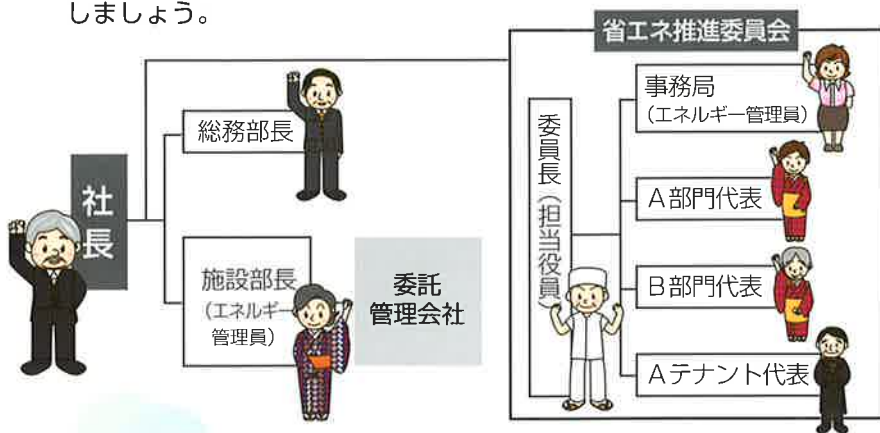 しましょう。
省エネ推進委員会
社長
総務部長
施設部長
(エネルギー
管理員)
委託
管理会社
委員長(担当役員)
事務局
(エネルギー管理員)
A部門代表
B部門代表
Aテナント代表